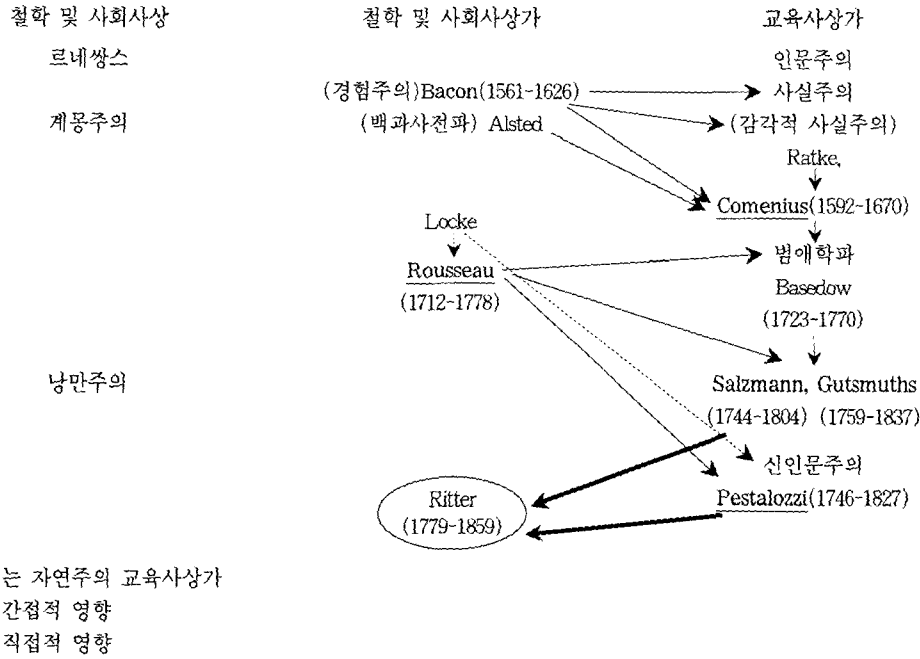 철학 및 사회사상 철학 및 사회사상가 교육사상가
르네쌍스 인문주의
(경험주의)Bacon(1561~1626) 사실주의
계몽주의 (백과사전파) Alsted (감각적 사실주의)
Ratke,
Comenius(1592~1670)
Locke
범애학파
Rousseau
Basedow
(1712~1778)
(1723~1770)
낭만주의 Salzmann, Gutsmuths
(1744~1804) (1759~1837)
신인문주의
Ritter Pestalozzi(1746~1827)
(1779~1859)
는 자연주의 교육사상가
간접적 영향
직접적 영향